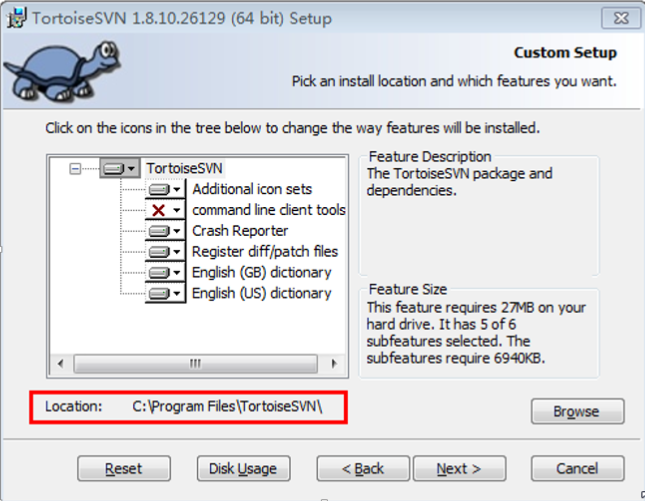 TortoiseSVN 1.8.10.26129 (64 bit) Setup
Custom Setup
Pick an install location and which features you want.
Click on the icons in the tree below to change the way features will be installed.
TortoiseSVN
Additional icon sets
command line client tools
Crash Reporter
Register diff/patch files
English (GB) dictionary
English (US) dictionary
Feature Description
The TortoiseSVN package and
dependencies.
Feature Size
This feature requires 27MB on your
hard drive. It has 5 of 6
subfeatures selected. The
subfeatures require 6940KB.
Location: C:\Program Files\TortoiseSVN\
Browse
Reset Disk Usage < Back Next > Cancel